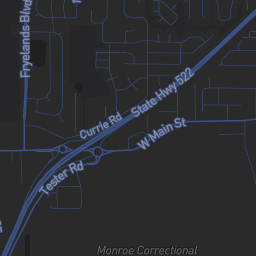 Fryelands Blvd
State Hwy 522
Currie Rd
W Main St
Tester Rd
Monroe Correctional